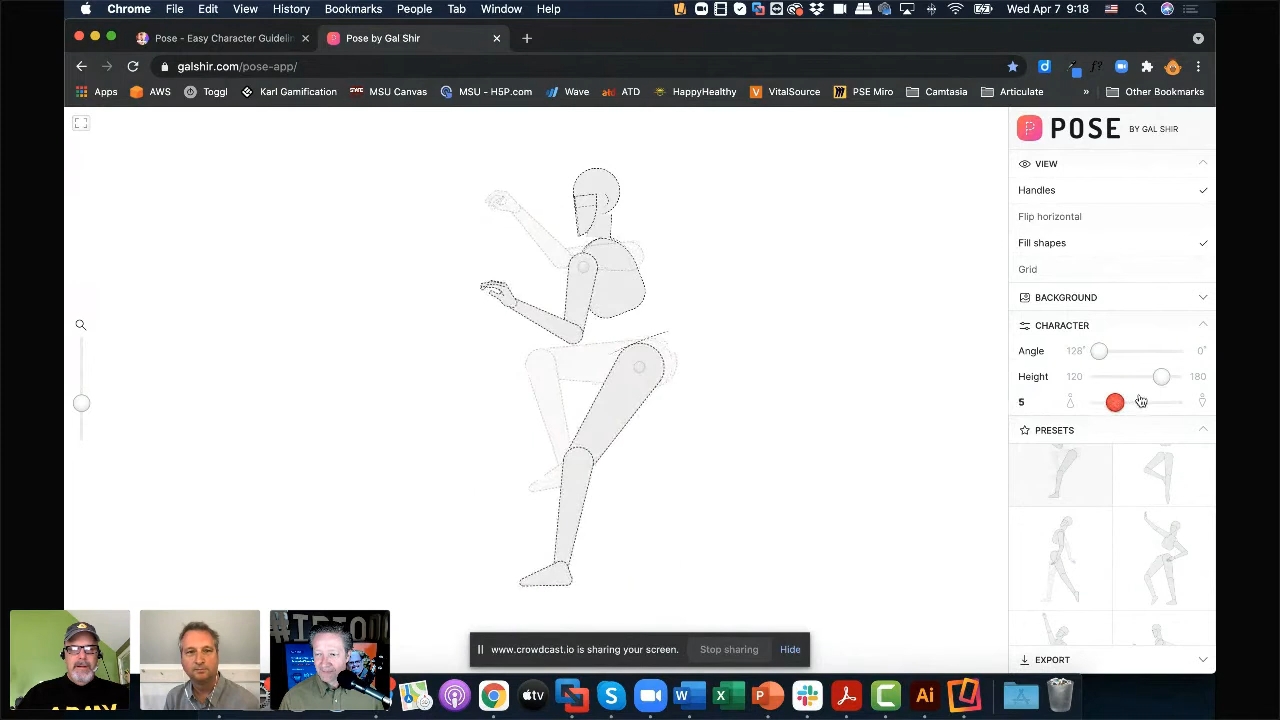 Chrome File Edit View History Bookmarks People Tab Window Help Wed Apr 7 9:18
Pose - Easy Character Guidelin
Pose by Gal Shir
galshir.com/pose-app/
Apps AWS Toggl Karl Gamification MSU Canvas MSU - H5P.com Wave ATD HappyHealthy VitalSource PSE Miro Camtasia Articulate » Other Bookmarks
POSE BY GAL SHIR
VIEW
Handles
Flip horizontal
Fill shapes
Grid
BACKGROUND
CHARACTER
Angle 128° 0°
Height 120 180
5
PRESETS
EXPORT
www.crowdcast.io is sharing your screen. Stop sharing Hide
ARMY